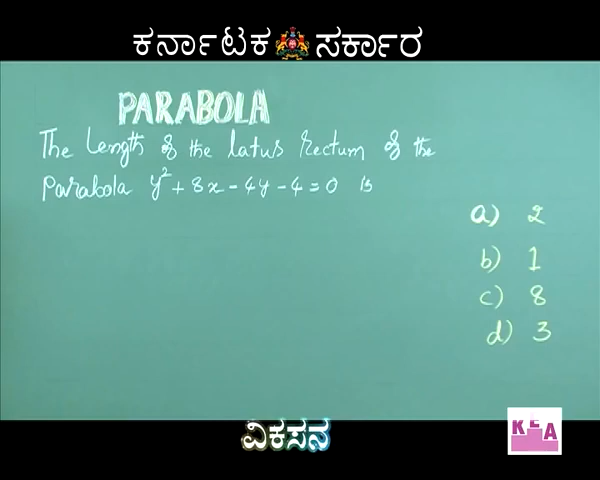 ಕರ್ನಾಟಕ ಸರ್ಕಾರ
PARABOLA
The Length of the latus rectum of the
parabola y² + 8x - 4y - 4 = 0 is
a) 2
b) 1
c) 8
d) 3
ವಿಕಸನ
KEA